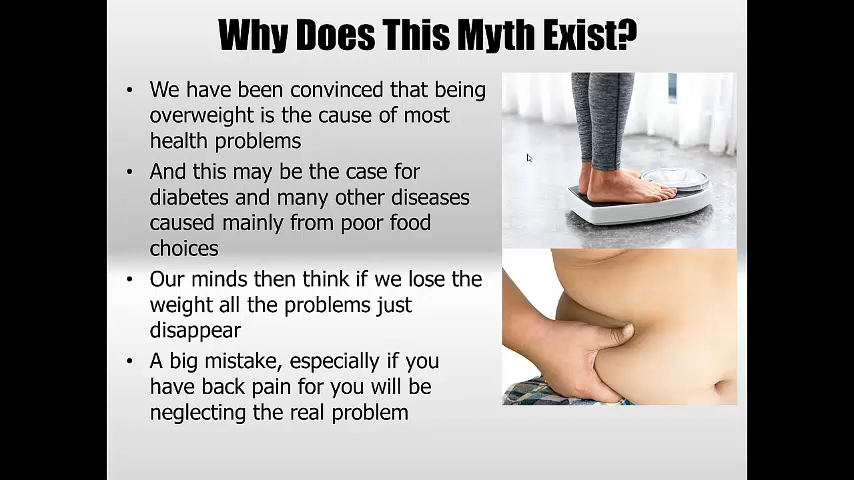 Why Does This Myth Exist?
• We have been convinced that being
overweight is the cause of most
health problems
• And this may be the case for
diabetes and many other diseases
caused mainly from poor food
choices
• Our minds then think if we lose the
weight all the problems just
disappear
• A big mistake, especially if you
have back pain for you will be
neglecting the real problem